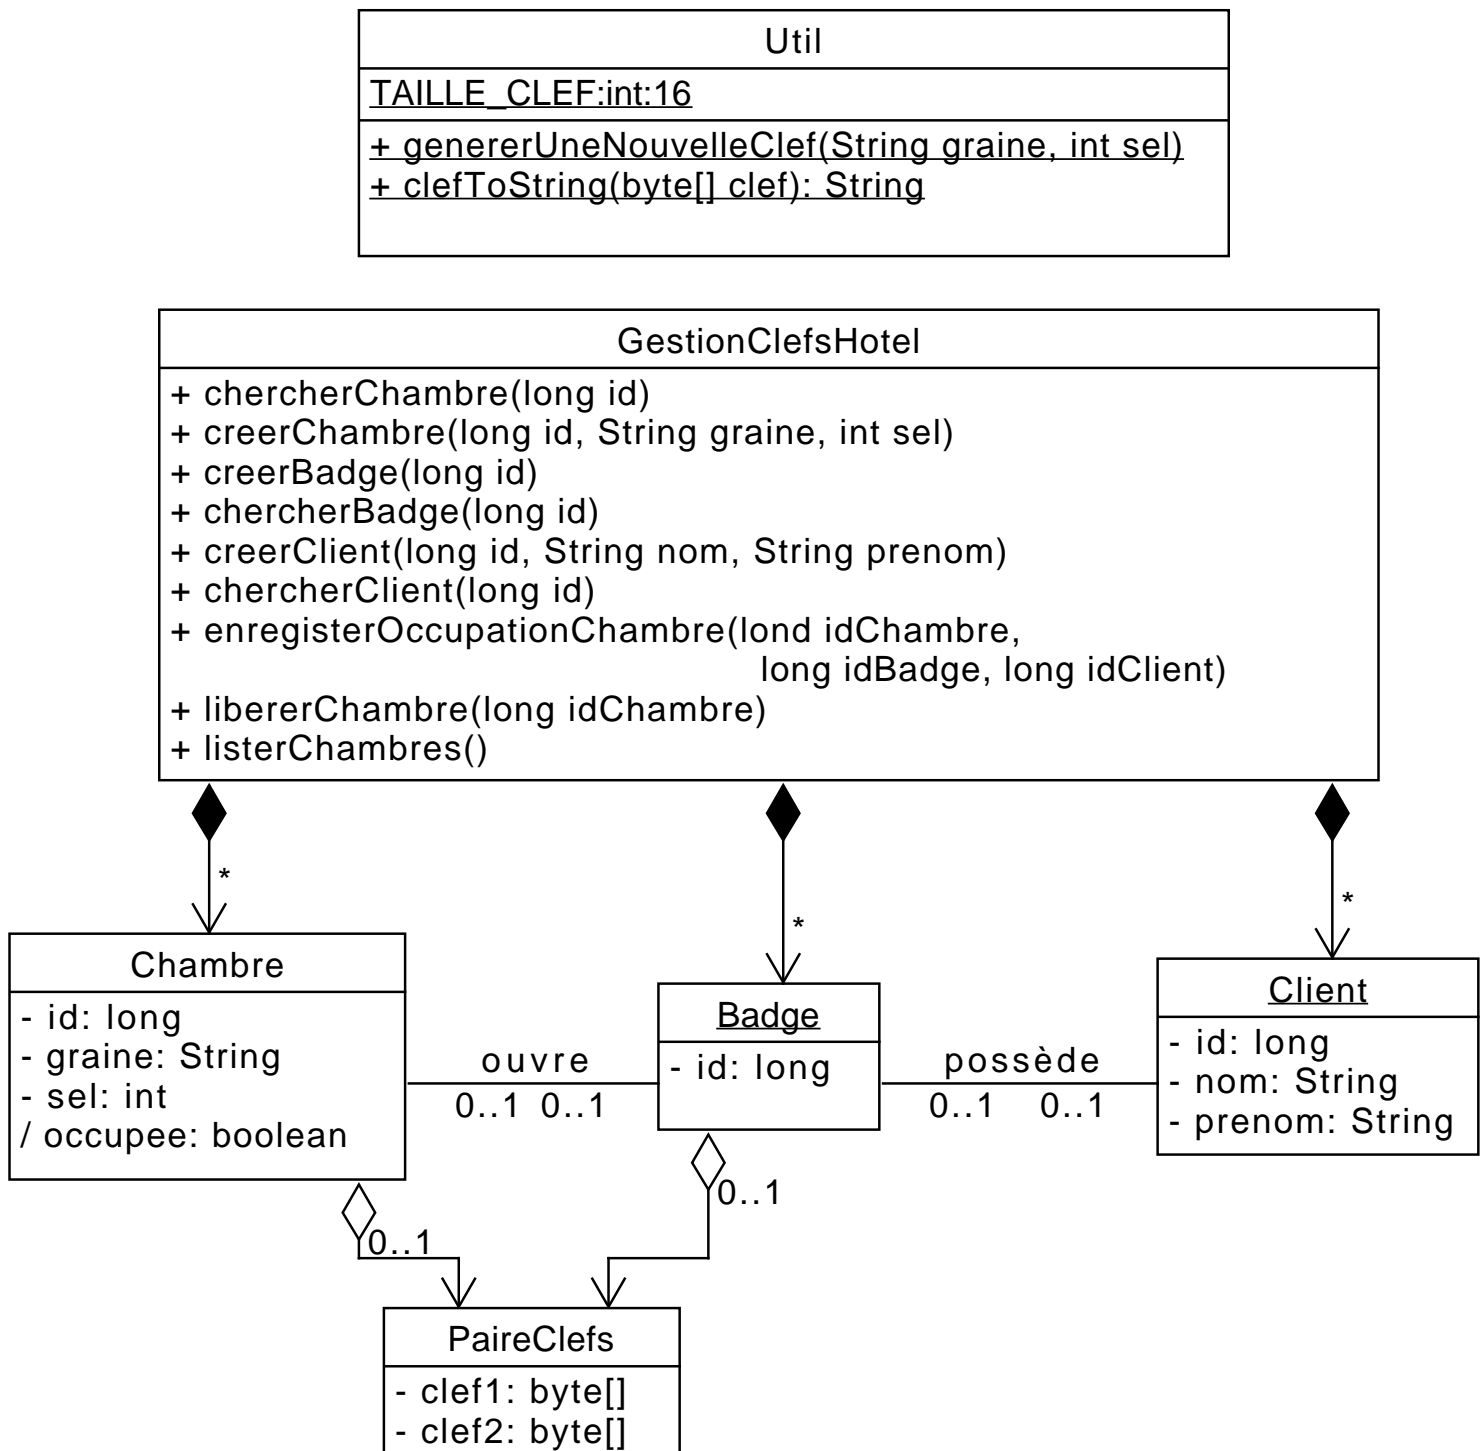 Util
TAILLE_CLEF:int:16
+ genererUneNouvelleClef(String graine, int sel)
+ clefToString(byte[] clef): String
GestionClefsHotel
+ chercherChambre(long id)
+ creerChambre(long id, String graine, int sel)
+ creerBadge(long id)
+ chercherBadge(long id)
+ creerClient(long id, String nom, String prenom)
+ chercherClient(long id)
+ enregisterOccupationChambre(lond idChambre,
long idBadge, long idClient)
+ libererChambre(long idChambre)
+ listerChambres()
*
*
*
Chambre
- id: long
- graine: String
- sel: int
/ occupee: boolean
ouvre
0..1 0..1
Badge
- id: long
possède
0..1 0..1
Client
- id: long
- nom: String
- prenom: String
0..1
0..1
PaireClefs
- clef1: byte[]
- clef2: byte[]